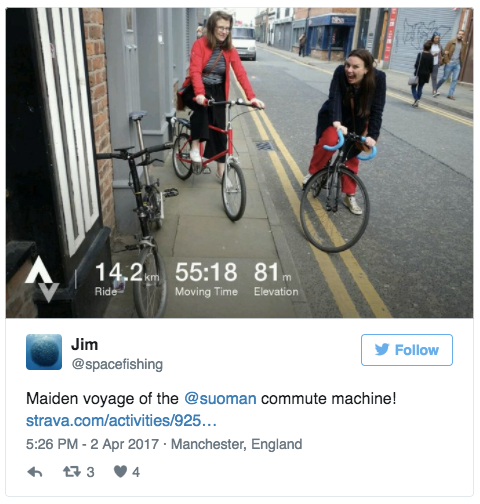 14.2km 55:18 81m
Ride Moving Time Elevation
Jim
@spacefishing
Follow
Maiden voyage of the @suoman commute machine!
strava.com/activities/925…
5:26 PM - 2 Apr 2017 · Manchester, England
3 4